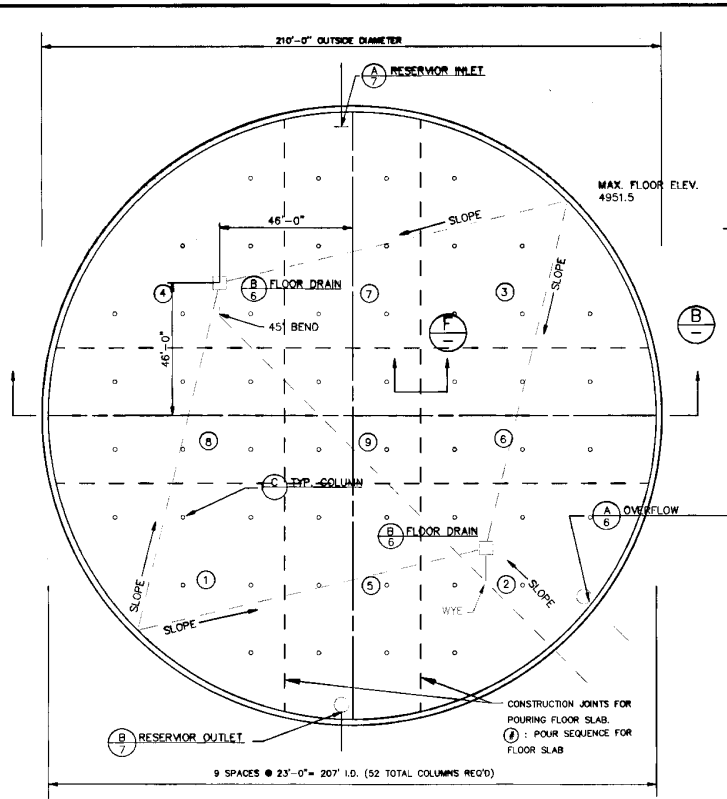 210'-0" OUTSIDE DIAMETER
A
7
RESERVIOR INLET
MAX. FLOOR ELEV.
4951.5
46'-0"
SLOPE
SLOPE
4
B
6
FLOOR DRAIN
7
3
45° BEND
46'-0"
F
-
B
-
8
9
6
C
TYP. COLUMN
A
6
OVERFLOW
B
6
FLOOR DRAIN
1
5
2
SLOPE
SLOPE
SLOPE
WYE
CONSTRUCTION JOINTS FOR
POURING FLOOR SLAB.
# : POUR SEQUENCE FOR
FLOOR SLAB
B
7
RESERVIOR OUTLET
9 SPACES @ 23'-0"= 207' I.D. (52 TOTAL COLUMNS REQ'D)